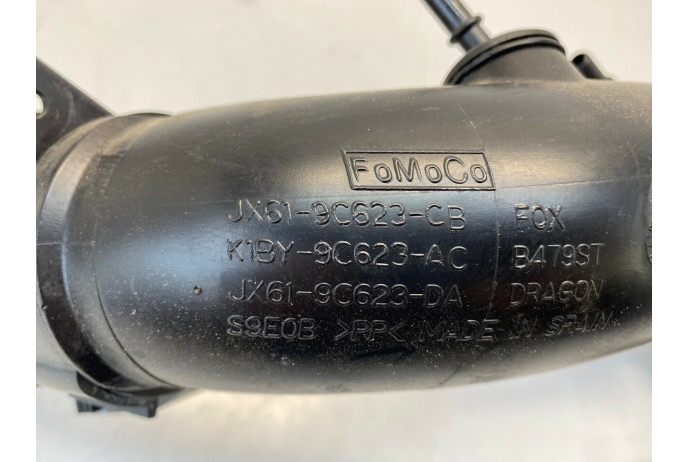 FoMoCo
JX61-9C623-CB FOX
K1BY-9C623-AC B479ST
JX61-9C623-DA DRAGON
S9E0B >PP< MADE IN SPAIN